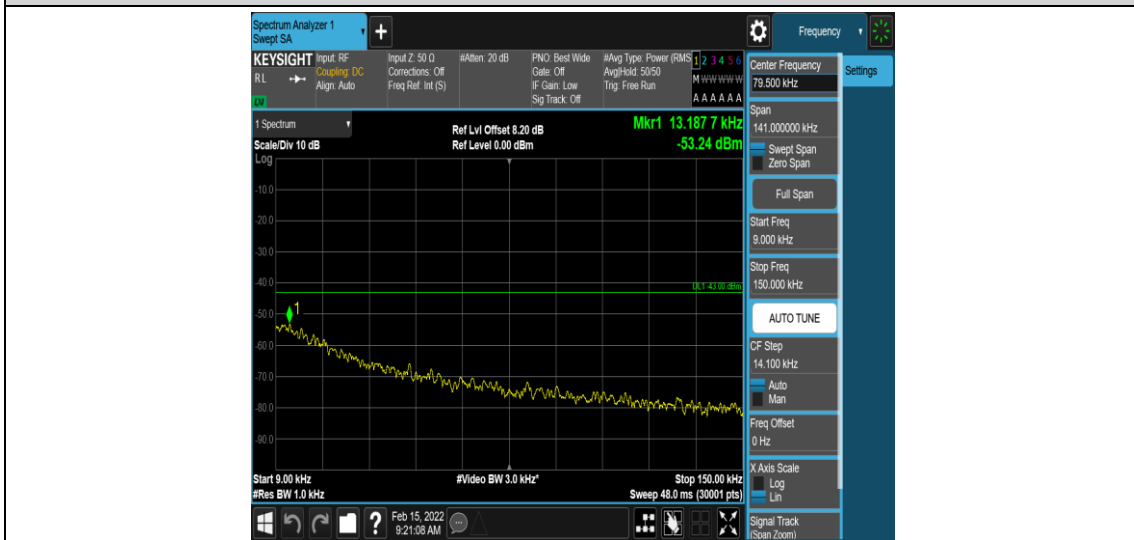 Spectrum Analyzer 1
Swept SA
Frequency
KEYSIGHT
RL
Input: RF
Coupling: DC
Align: Auto
Input Z: 50 Ω
Corrections: Off
Freq Ref: Int (S)
#Atten: 20 dB
PNO: Best Wide
Gate: Off
IF Gain: Low
Sig Track: Off
#Avg Type: Power (RMS
Avg|Hold: 50/50
Trig: Free Run
1 2 3 4 5 6
M W W W W W
A A A A A A
1 Spectrum
Scale/Div 10 dB
Ref Lvl Offset 8.20 dB
Ref Level 0.00 dBm
Mkr1 13.187 7 kHz
-53.24 dBm
Log
-10.0
-20.0
-30.0
-40.0
DL1 -43.00 dBm
-50.0
1
-60.0
-70.0
-80.0
-90.0
Start 9.00 kHz
#Res BW 1.0 kHz
#Video BW 3.0 kHz*
Stop 150.00 kHz
Sweep 48.0 ms (30001 pts)
Feb 15, 2022
9:21:08 AM
Center Frequency
79.500 kHz
Settings
Span
141.000000 kHz
Swept Span
Zero Span
Full Span
Start Freq
9.000 kHz
Stop Freq
150.000 kHz
AUTO TUNE
CF Step
14.100 kHz
Auto
Man
Freq Offset
0 Hz
X Axis Scale
Log
Lin
Signal Track
(Span Zoom)